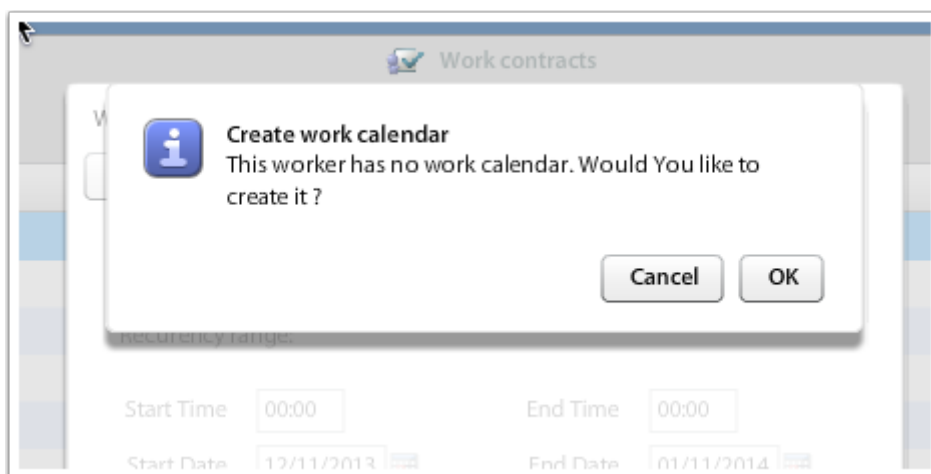 Work contracts
Create work calendar
This worker has no work calendar. Would You like to
create it ?
Cancel OK
Recurency range:
Start Time 00:00 End Time 00:00
Start Date 12/11/2013 End Date 01/11/2014